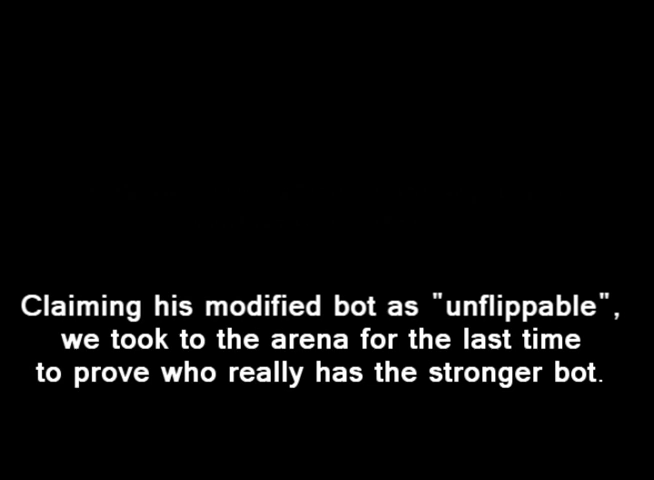 Claiming his modified bot as "unflippable",
we took to the arena for the last time
to prove who really has the stronger bot.